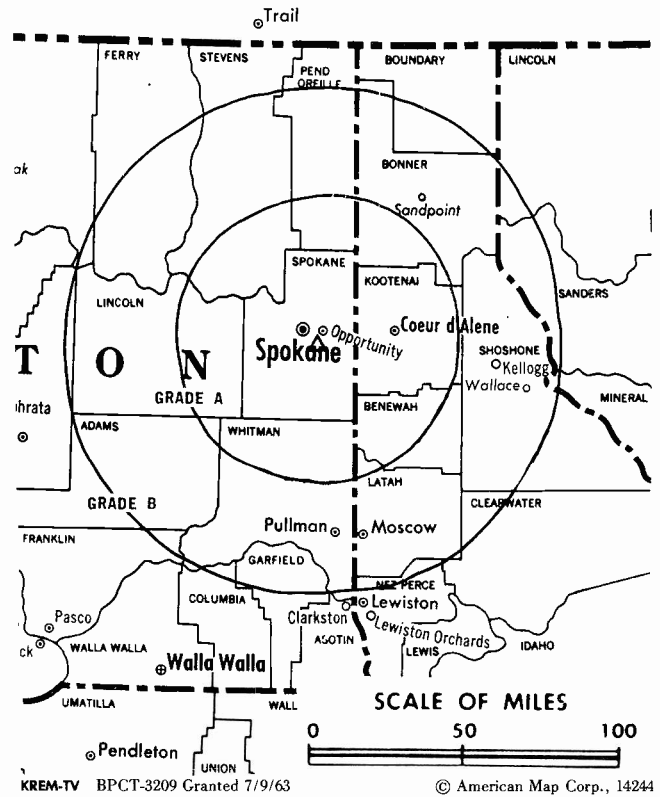 Trail
FERRY
STEVENS
PEND
OREILLE
BOUNDARY
LINCOLN
BONNER
ak
Sandpoint
SPOKANE
KOOTENAI
LINCOLN
SANDERS
Spokane
Opportunity
Coeur d'Alene
T O N
SHOSHONE
Kellogg
Wallace
GRADE A
MINERAL
hrata
ADAMS
WHITMAN
BENEWAH
LATAH
GRADE B
CLEARWATER
Pullman
Moscow
FRANKLIN
GARFIELD
NEZ PERCE
COLUMBIA
Clarkston
Lewiston
Pasco
ASOTIN
Lewiston Orchards
ck
WALLA WALLA
LEWIS
IDAHO
Walla Walla
UMATILLA
WALL
SCALE OF MILES
0 50 100
Pendleton
UNION
KREM-TV BPCT-3209 Granted 7/9/63
© American Map Corp., 14244